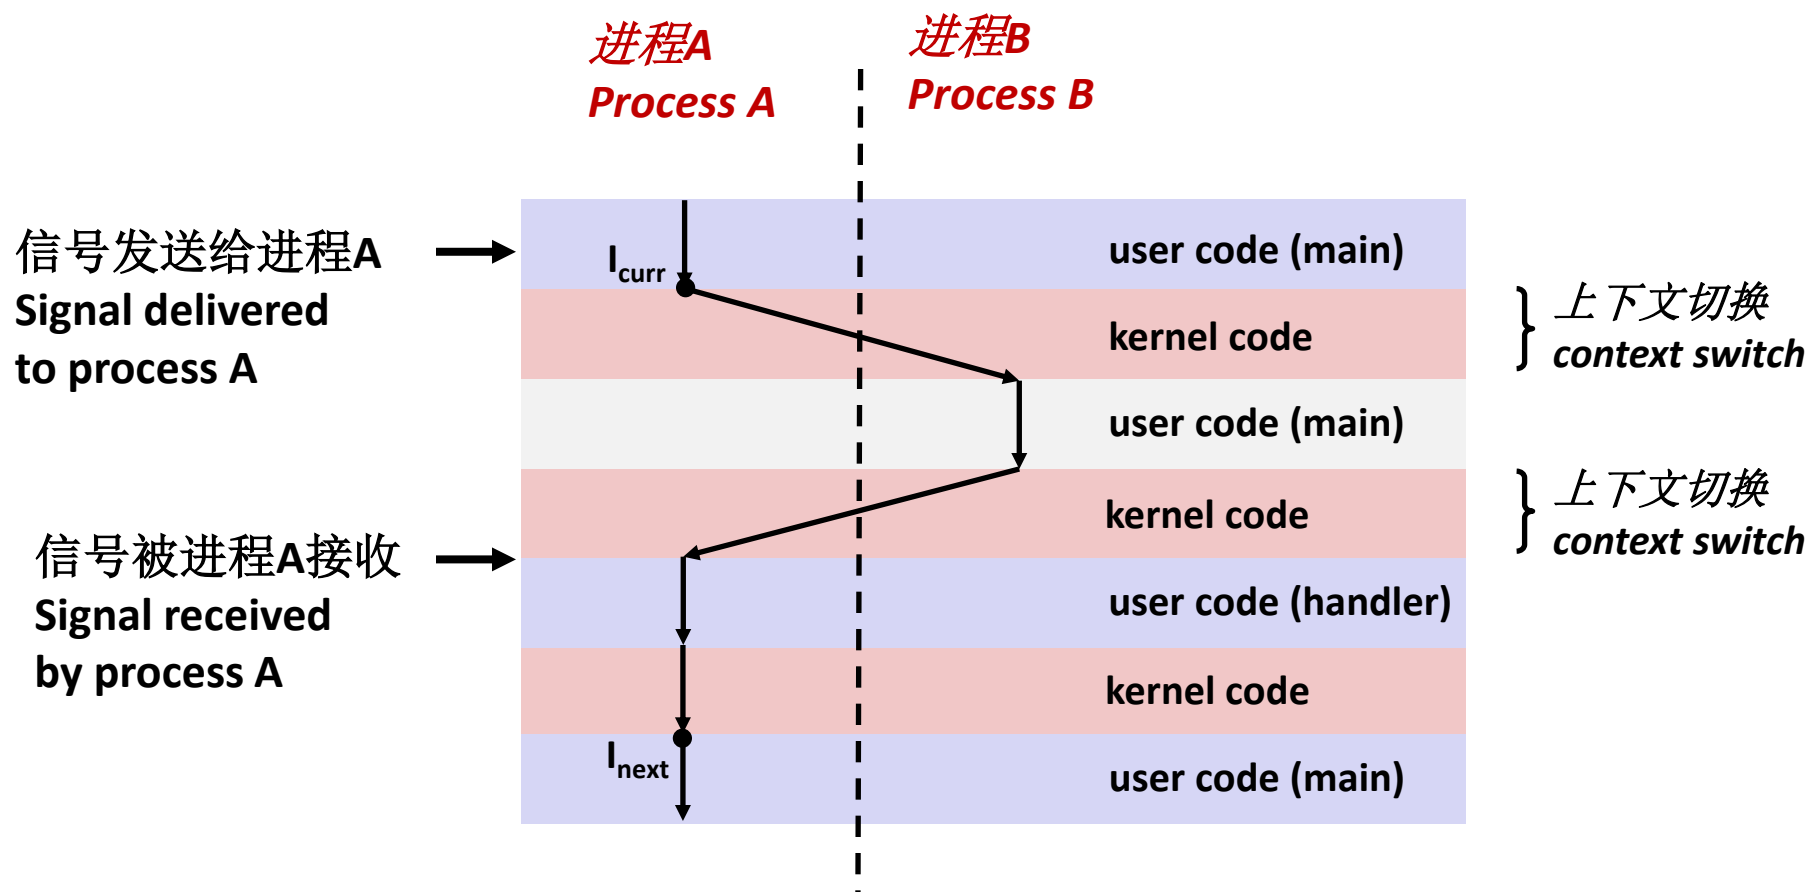 进程A
Process A
进程B
Process B
信号发送给进程A
Signal delivered
to process A
I curr
user code (main)
kernel code
上下文切换
context switch
user code (main)
kernel code
上下文切换
context switch
信号被进程A接收
Signal received
by process A
user code (handler)
kernel code
I next
user code (main)